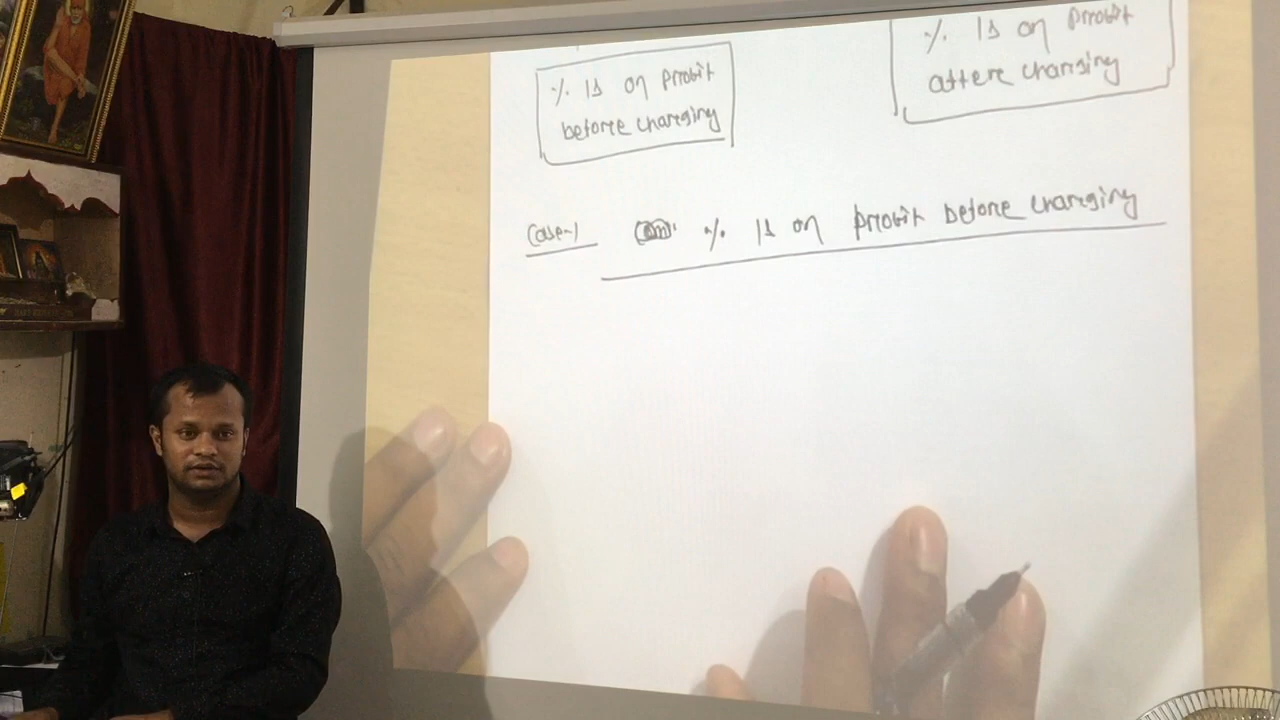 % is on profit
before charging
% is on profit
after charging
Case-1 % is on profit before charging